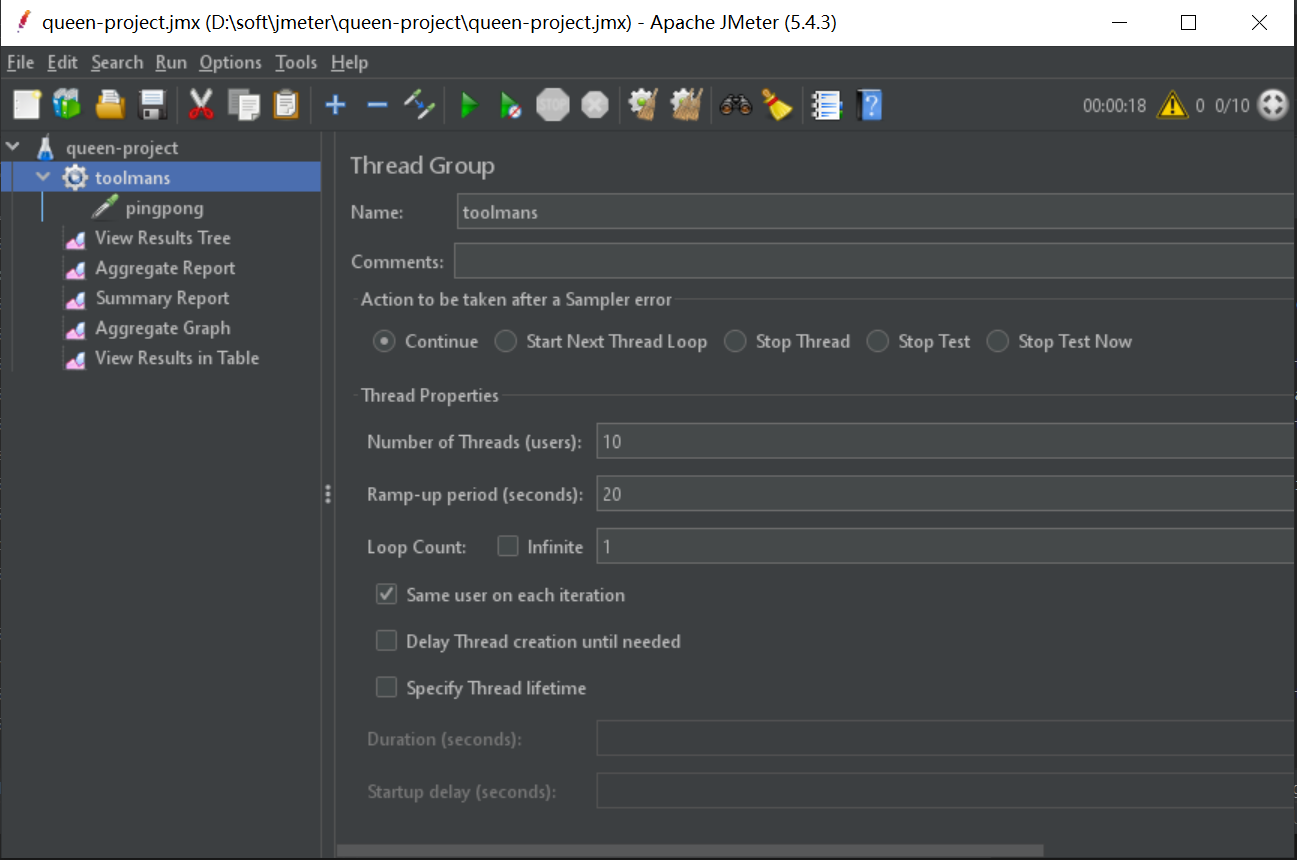 queen-project.jmx (D:\soft\jmeter\queen-project\queen-project.jmx) - Apache JMeter (5.4.3)
File Edit Search Run Options Tools Help
STOP 00:00:18 0 0/10
queen-project
toolmans
pingpong
View Results Tree
Aggregate Report
Summary Report
Aggregate Graph
View Results in Table
Thread Group
Name: toolmans
Comments:
Action to be taken after a Sampler error
Continue Start Next Thread Loop Stop Thread Stop Test Stop Test Now
Thread Properties
Number of Threads (users): 10
Ramp-up period (seconds): 20
Loop Count: Infinite 1
Same user on each iteration
Delay Thread creation until needed
Specify Thread lifetime
Duration (seconds):
Startup delay (seconds):